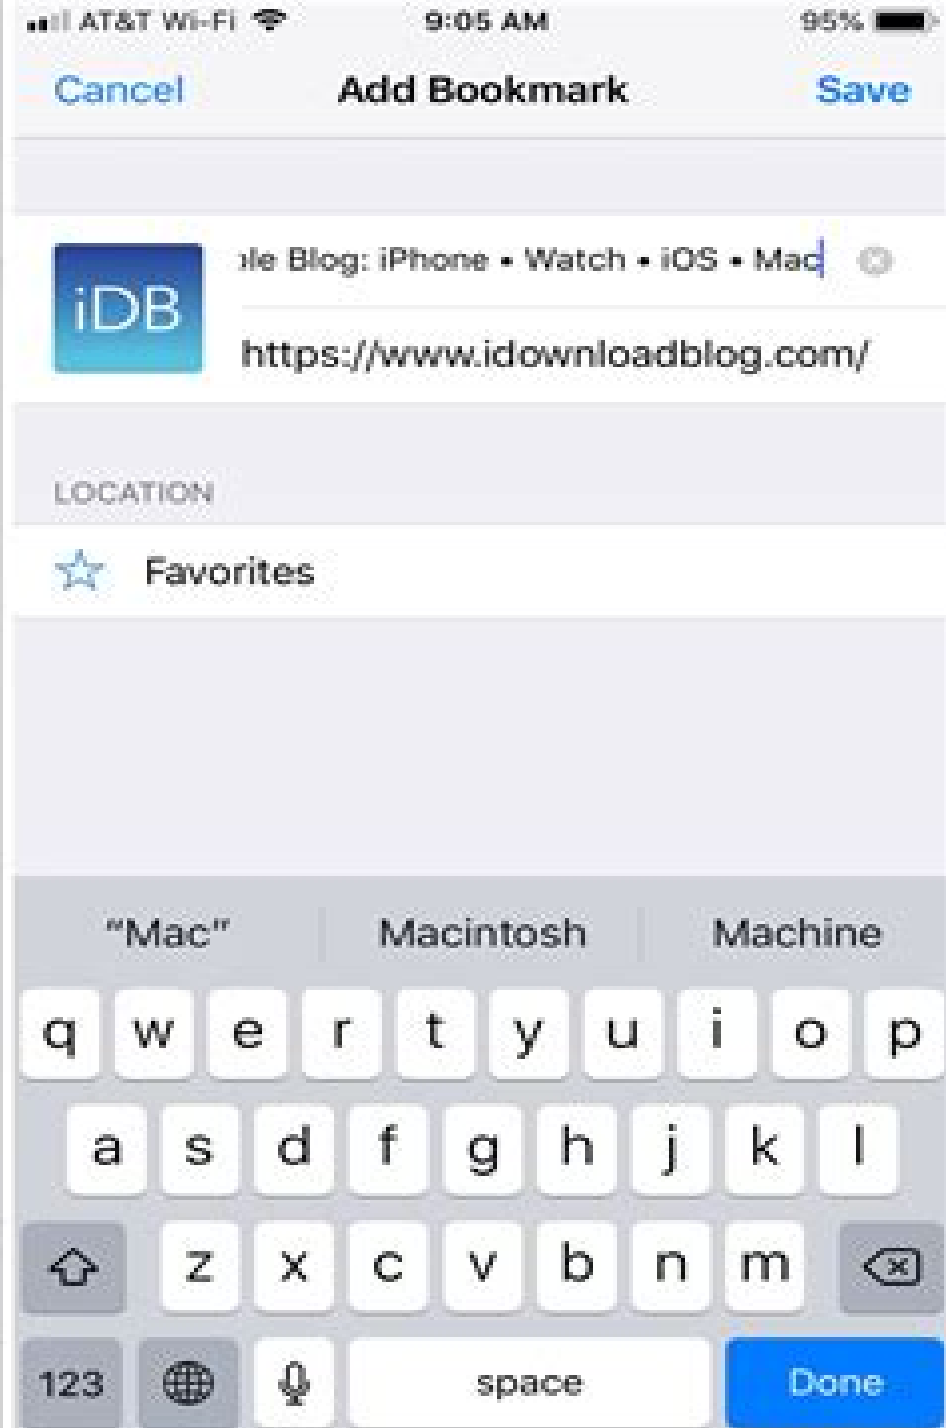 AT&T Wi-Fi 9:05 AM 95%
Cancel Add Bookmark Save
iDB
ole Blog: iPhone • Watch • iOS • Mac
https://www.idownloadblog.com/
LOCATION
Favorites
“Mac” Macintosh Machine
q w e r t y u i o p
a s d f g h j k l
z x c v b n m
123 space Done